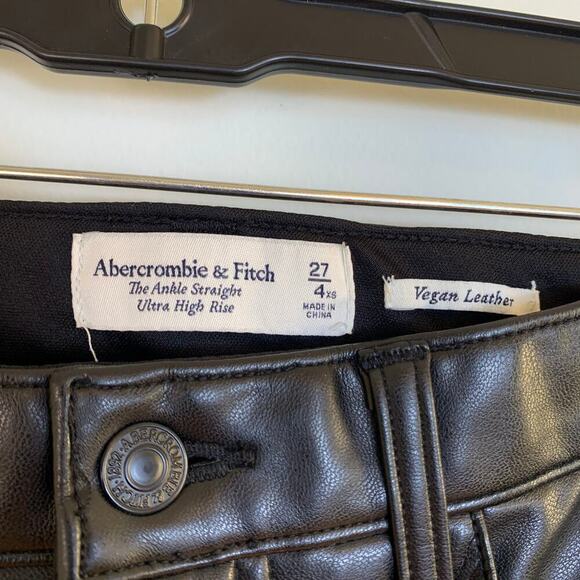 Abercrombie & Fitch
The Ankle Straight
Ultra High Rise
27
4 XS
MADE IN
CHINA
Vegan Leather
ABERCROMBIE & FITCH 1892